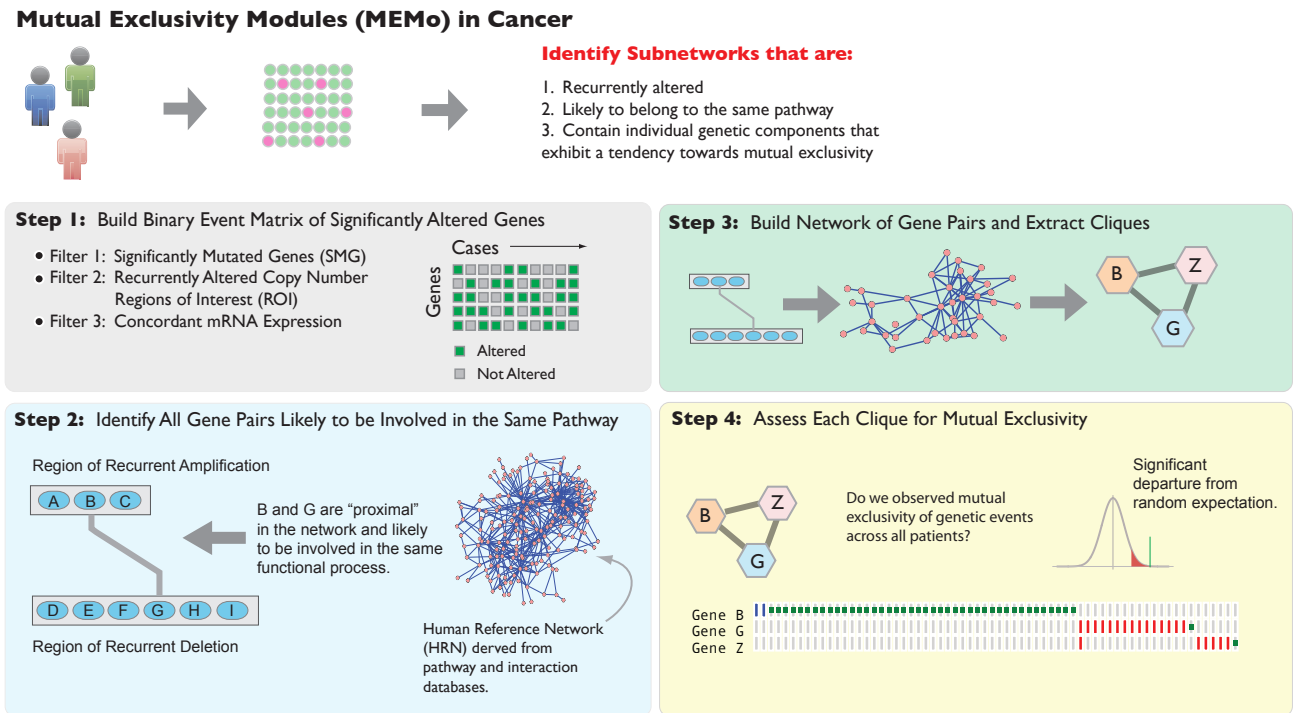 Mutual Exclusivity Modules (MEMo) in Cancer
Identify Subnetworks that are:
1. Recurrently altered
2. Likely to belong to the same pathway
3. Contain individual genetic components that
exhibit a tendency towards mutual exclusivity
Step 1: Build Binary Event Matrix of Significantly Altered Genes
• Filter 1: Significantly Mutated Genes (SMG)
• Filter 2: Recurrently Altered Copy Number
Regions of Interest (ROI)
• Filter 3: Concordant mRNA Expression
Cases
Genes
Altered
Not Altered
Step 2: Identify All Gene Pairs Likely to be Involved in the Same Pathway
Region of Recurrent Amplification
A B C
B and G are “proximal”
in the network and likely
to be involved in the same
functional process.
D E F G H I
Region of Recurrent Deletion
Human Reference Network
(HRN) derived from
pathway and interaction
databases.
Step 3: Build Network of Gene Pairs and Extract Cliques
B Z
G
Step 4: Assess Each Clique for Mutual Exclusivity
B Z
G
Do we observed mutual
exclusivity of genetic events
across all patients?
Significant
departure from
random expectation.
Gene B
Gene G
Gene Z